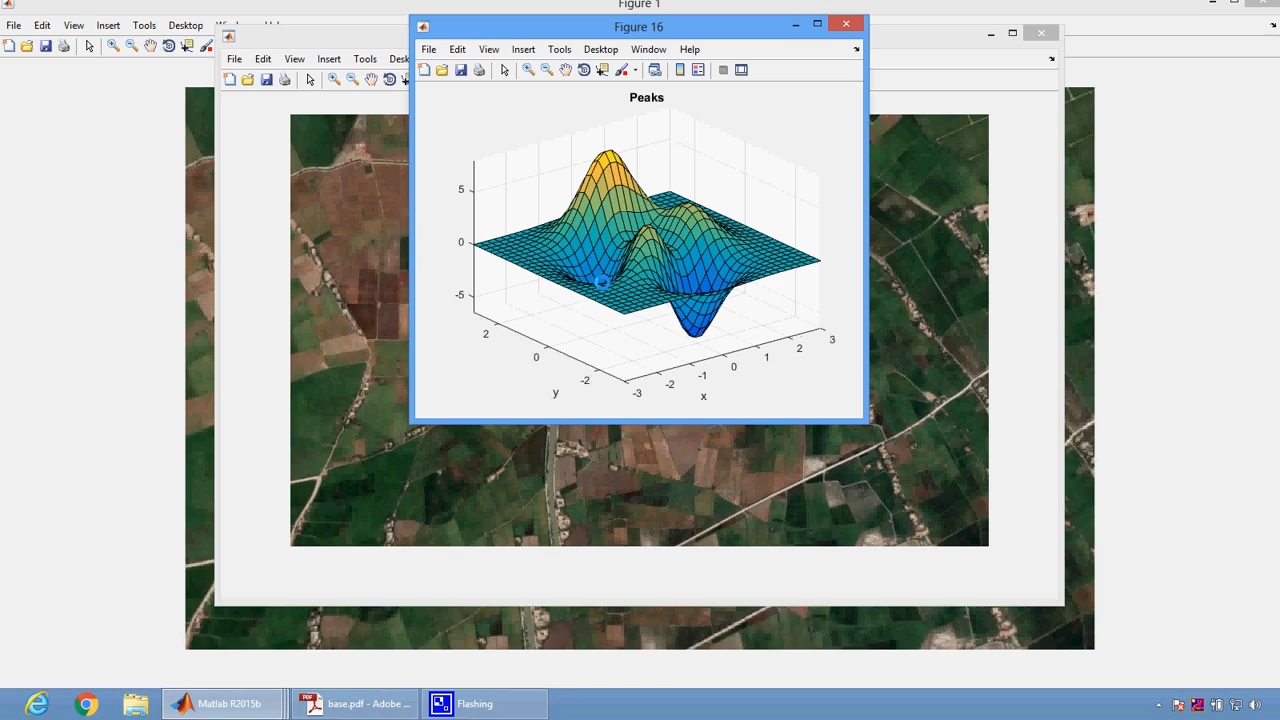 Figure 1
File Edit View Insert Tools Desktop
File Edit View Insert Tools
Figure 16
File Edit View Insert Tools Desktop Window Help
Peaks
5
0
-5
2
0
-2
y
-3
-2
-1
0
1
2
3
x
Matlab R2015b
base.pdf - Adobe ...
Flashing